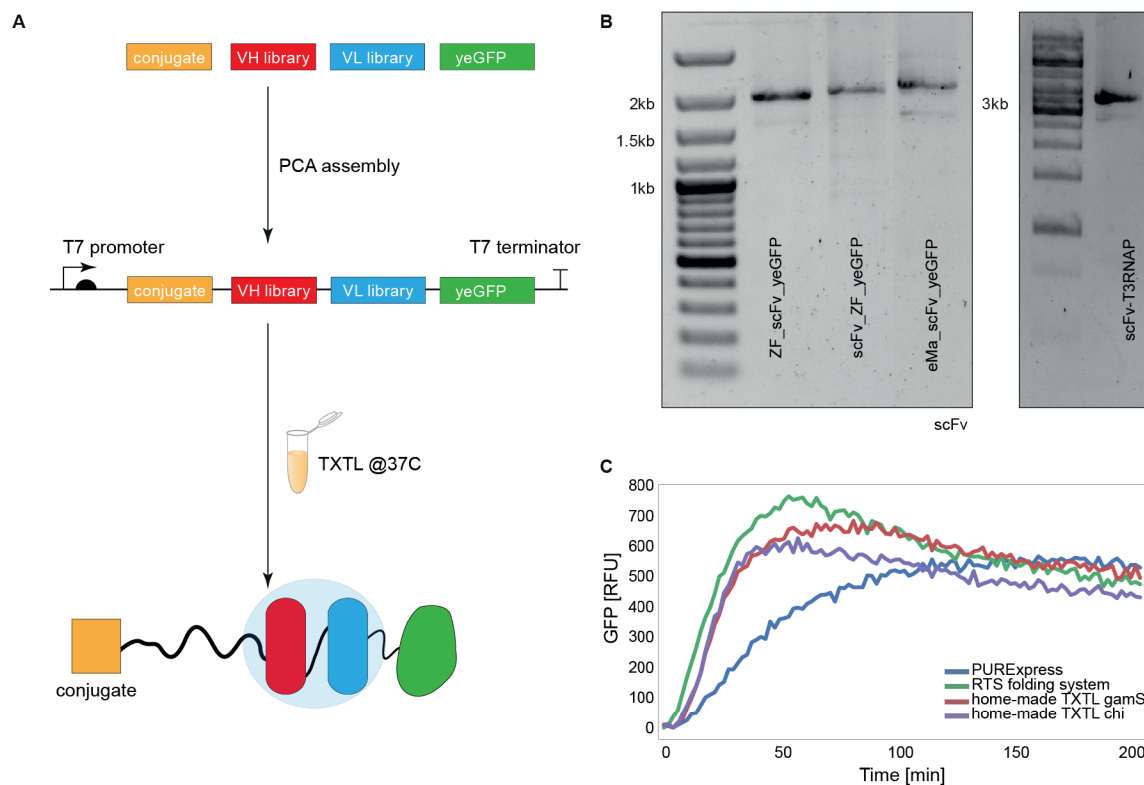 A
conjugate
VH library
VL library
yeGFP
PCA assembly
T7 promoter
T7 terminator
conjugate
VH library
VL library
yeGFP
TXTL @37C
conjugate
B
2kb
1.5kb
1kb
ZF_scFv_yeGFP
scFv_ZF_yeGFP
eMa_scFv_yeGFP
scFv
3kb
scFv-T3RNAP
C
800
700
600
500
400
300
200
100
0
GFP [RFU]
PURExpress
RTS folding system
home-made TXTL gamS
home-made TXTL chi
0
50
100
150
200
Time [min]